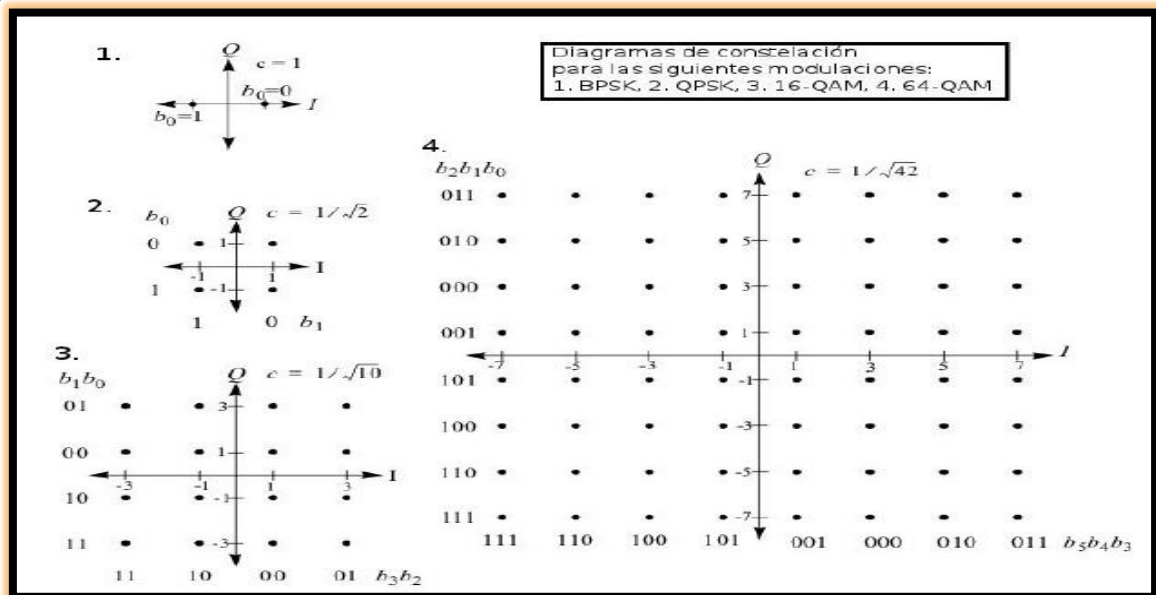 Diagramas de constelación
para las siguientes modulaciones:
1. BPSK, 2. QPSK, 3. 16-QAM, 4. 64-QAM
1.
Q
c = 1
b₀=0
I
b₀=1
2.
b₀
Q c = 1/√2
0 1
I
-1 1
1 -1
1 0 b₁
3.
b₁b₀
Q c = 1/√10
01 3
00 1
I
-3 -1 1 3
10 -1
11 -3
11 10 00 01 b₃b₂
4.
b₂b₁b₀
Q
c = 1/√42
011 7
010 5
000 3
001 1
I
-7 -5 -3 -1 1 3 5 7
101 -1
100 -3
110 -5
111 -7
111 110 100 101 001 000 010 011 b₅b₄b₃